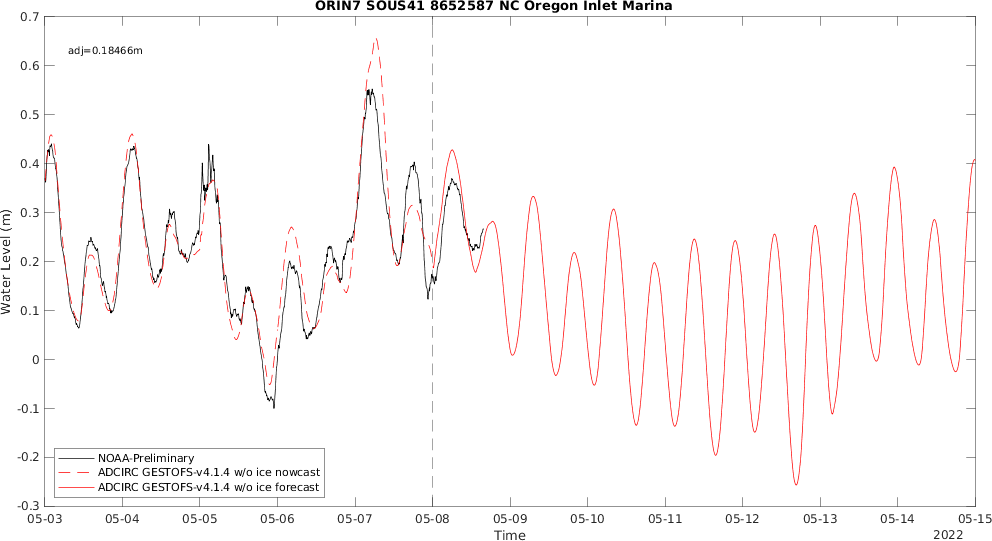 ORIN7 SOUS41 8652587 NC Oregon Inlet Marina
adj=0.18466m
Water Level (m)
0.7
0.6
0.5
0.4
0.3
0.2
0.1
0
-0.1
-0.2
-0.3
NOAA-Preliminary
ADCIRC GESTOFS-v4.1.4 w/o ice nowcast
ADCIRC GESTOFS-v4.1.4 w/o ice forecast
05-03 05-04 05-05 05-06 05-07 05-08 05-09 05-10 05-11 05-12 05-13 05-14 05-15
Time
2022